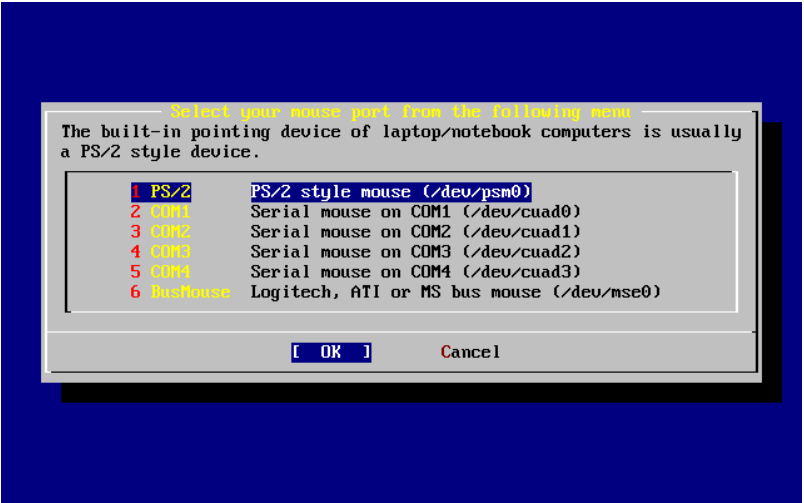 Select your mouse port from the following menu
The built-in pointing device of laptop/notebook computers is usually
a PS/2 style device.
1 PS/2 PS/2 style mouse (/dev/psm0)
2 COM1 Serial mouse on COM1 (/dev/cuad0)
3 COM2 Serial mouse on COM2 (/dev/cuad1)
4 COM3 Serial mouse on COM3 (/dev/cuad2)
5 COM4 Serial mouse on COM4 (/dev/cuad3)
6 BusMouse Logitech, ATI or MS bus mouse (/dev/mse0)
[ OK ] Cancel